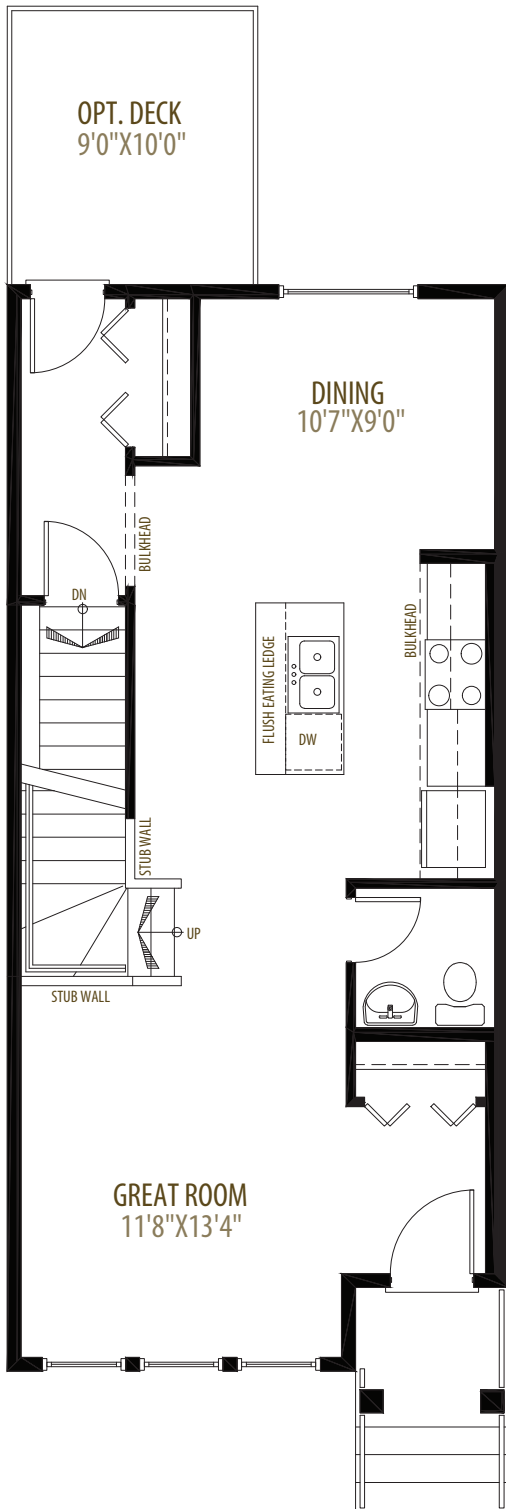 OPT. DECK
9'0"X10'0"
DINING
10'7"X9'0"
BULKHEAD
DN
BULKHEAD
FLUSH EATING LEDGE
DW
STUB WALL
UP
STUB WALL
GREAT ROOM
11'8"X13'4"